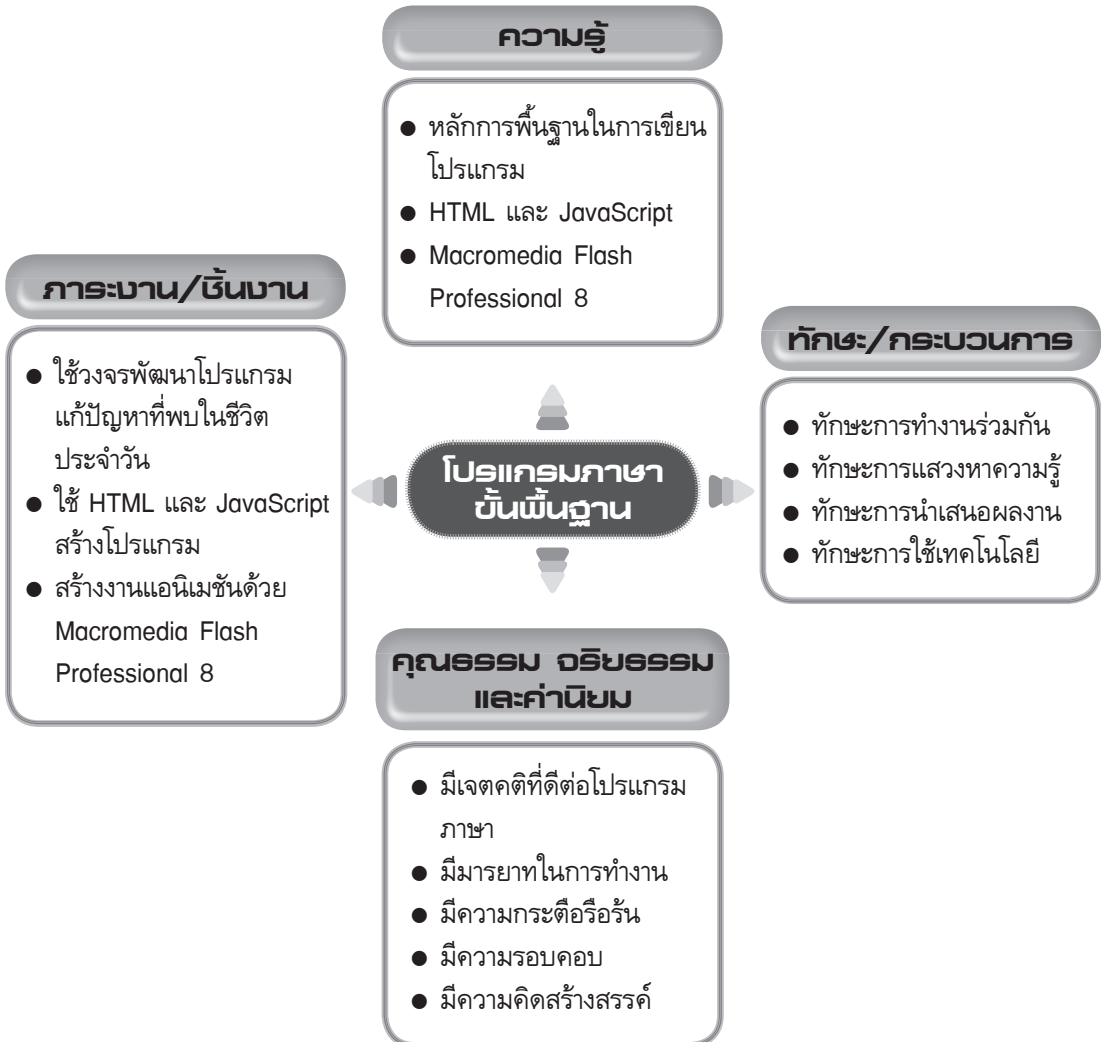 ความรู้
● หลักการพื้นฐานในการเขียน
โปรแกรม
● HTML และ JavaScript
● Macromedia Flash
Professional 8
ภาระงาน/ชิ้นงาน
● ใช้วงจรพัฒนาโปรแกรม
แก้ปัญหาที่พบในชีวิต
ประจำวัน
● ใช้ HTML และ JavaScript
สร้างโปรแกรม
● สร้างงานแอนิเมชันด้วย
Macromedia Flash
Professional 8
โปรแกรมภาษา
ขั้นพื้นฐาน
ทักษะ/กระบวนการ
● ทักษะการทำงานร่วมกัน
● ทักษะการแสวงหาความรู้
● ทักษะการนำเสนอผลงาน
● ทักษะการใช้เทคโนโลยี
คุณธรรม จริยธรรม
และค่านิยม
● มีเจตคติที่ดีต่อโปรแกรม
ภาษา
● มีมารยาทในการทำงาน
● มีความกระตือรือร้น
● มีความรอบคอบ
● มีความคิดสร้างสรรค์